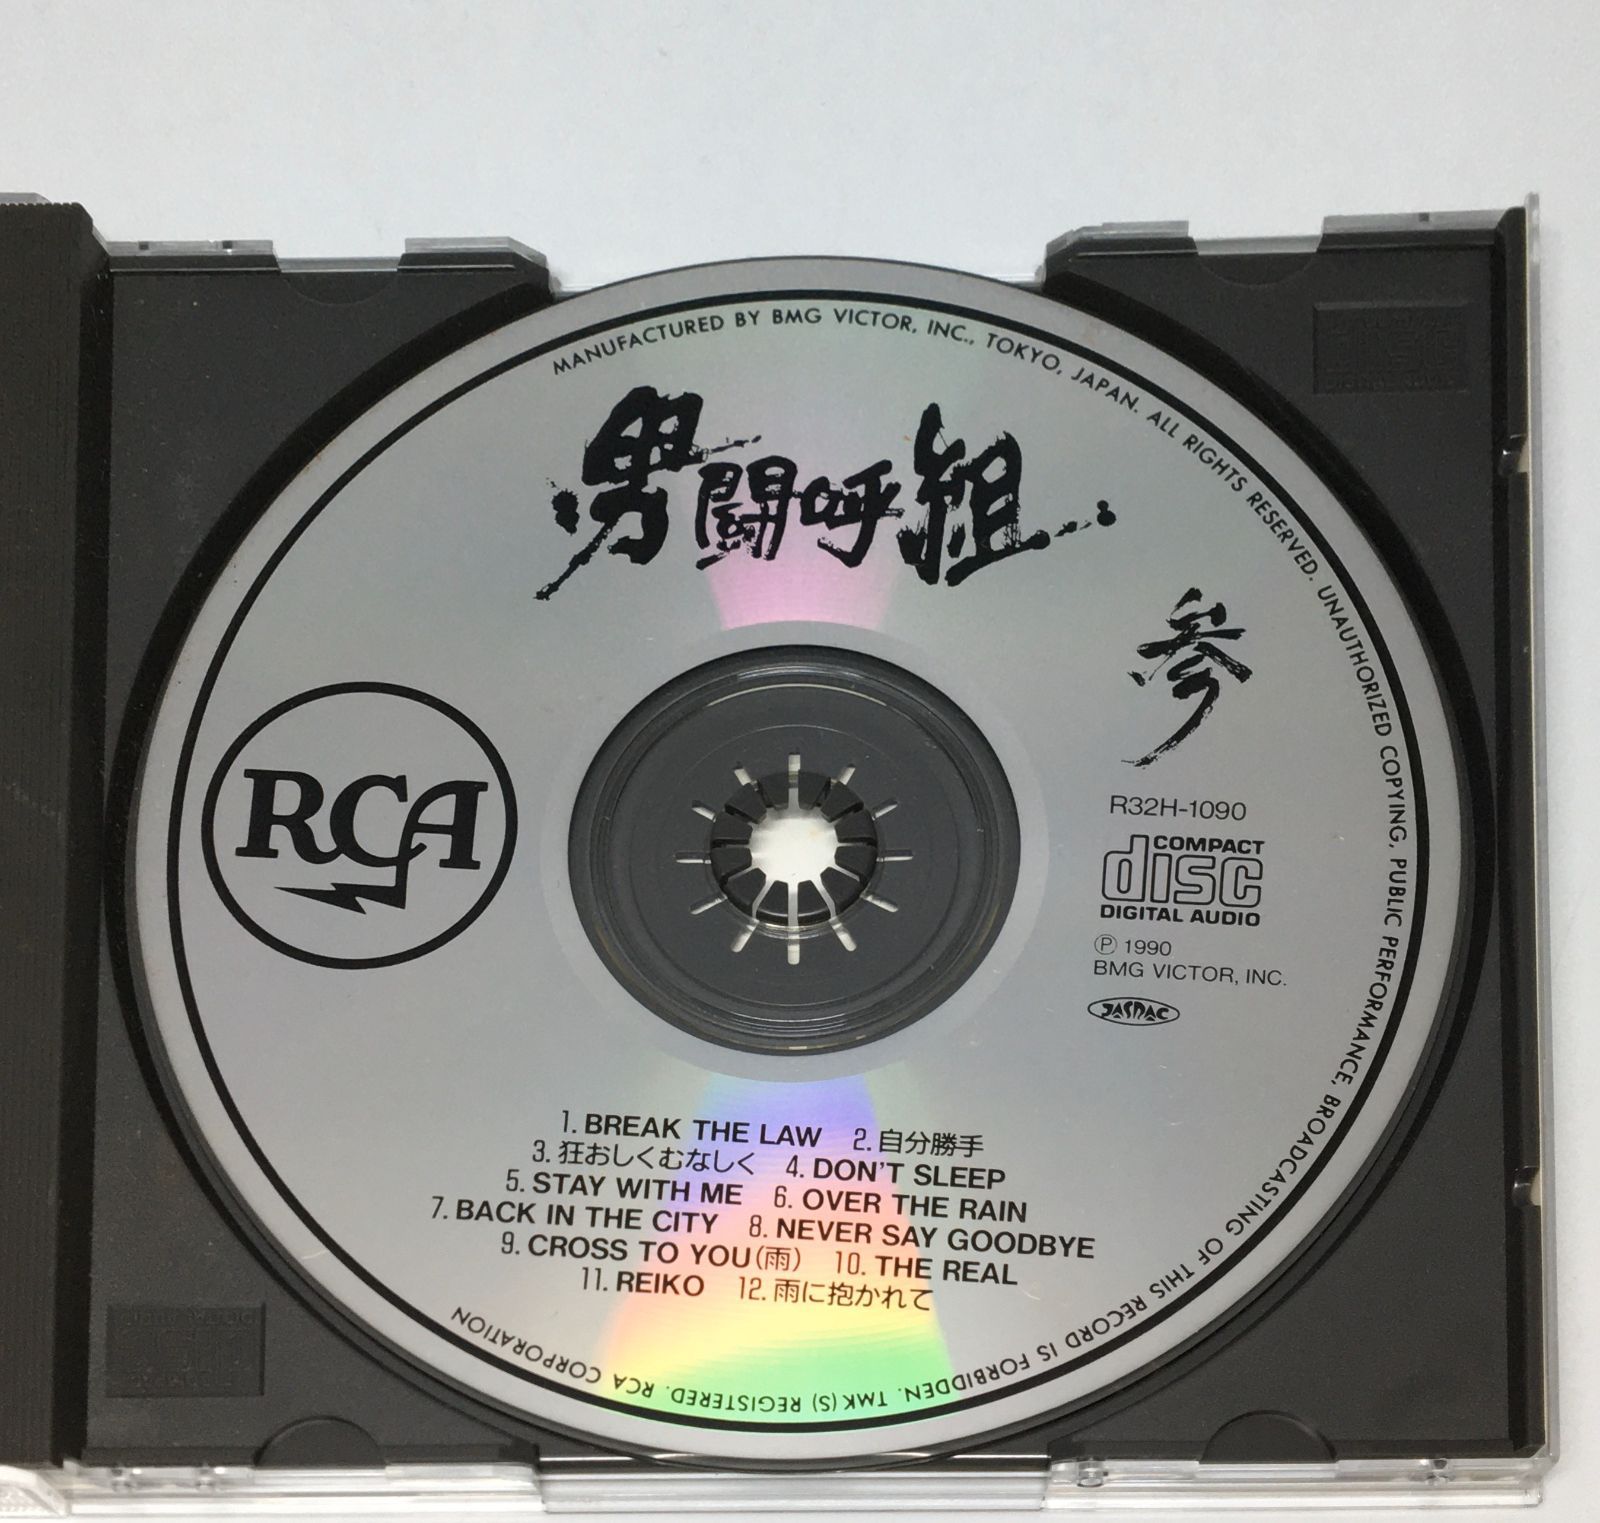 MANUFACTURED BY BMG VICTOR, INC., TOKYO, JAPAN. ALL RIGHTS RESERVED. UNAUTHORIZED COPYING, PUBLIC PERFORMANCE, BROADCASTING OF THIS RECORD IS FORBIDDEN. TMK(S) REGISTERED. RCA CORPORATION
男闘呼組
参
RCA
R32H-1090
COMPACT
disc
DIGITAL AUDIO
Ⓟ 1990
BMG VICTOR, INC.
JASRAC
1. BREAK THE LAW 2. 自分勝手
3. 狂おしくむなしく 4. DON'T SLEEP
5. STAY WITH ME 6. OVER THE RAIN
7. BACK IN THE CITY 8. NEVER SAY GOODBYE
9. CROSS TO YOU(雨) 10. THE REAL
11. REIKO 12. 雨に抱かれて